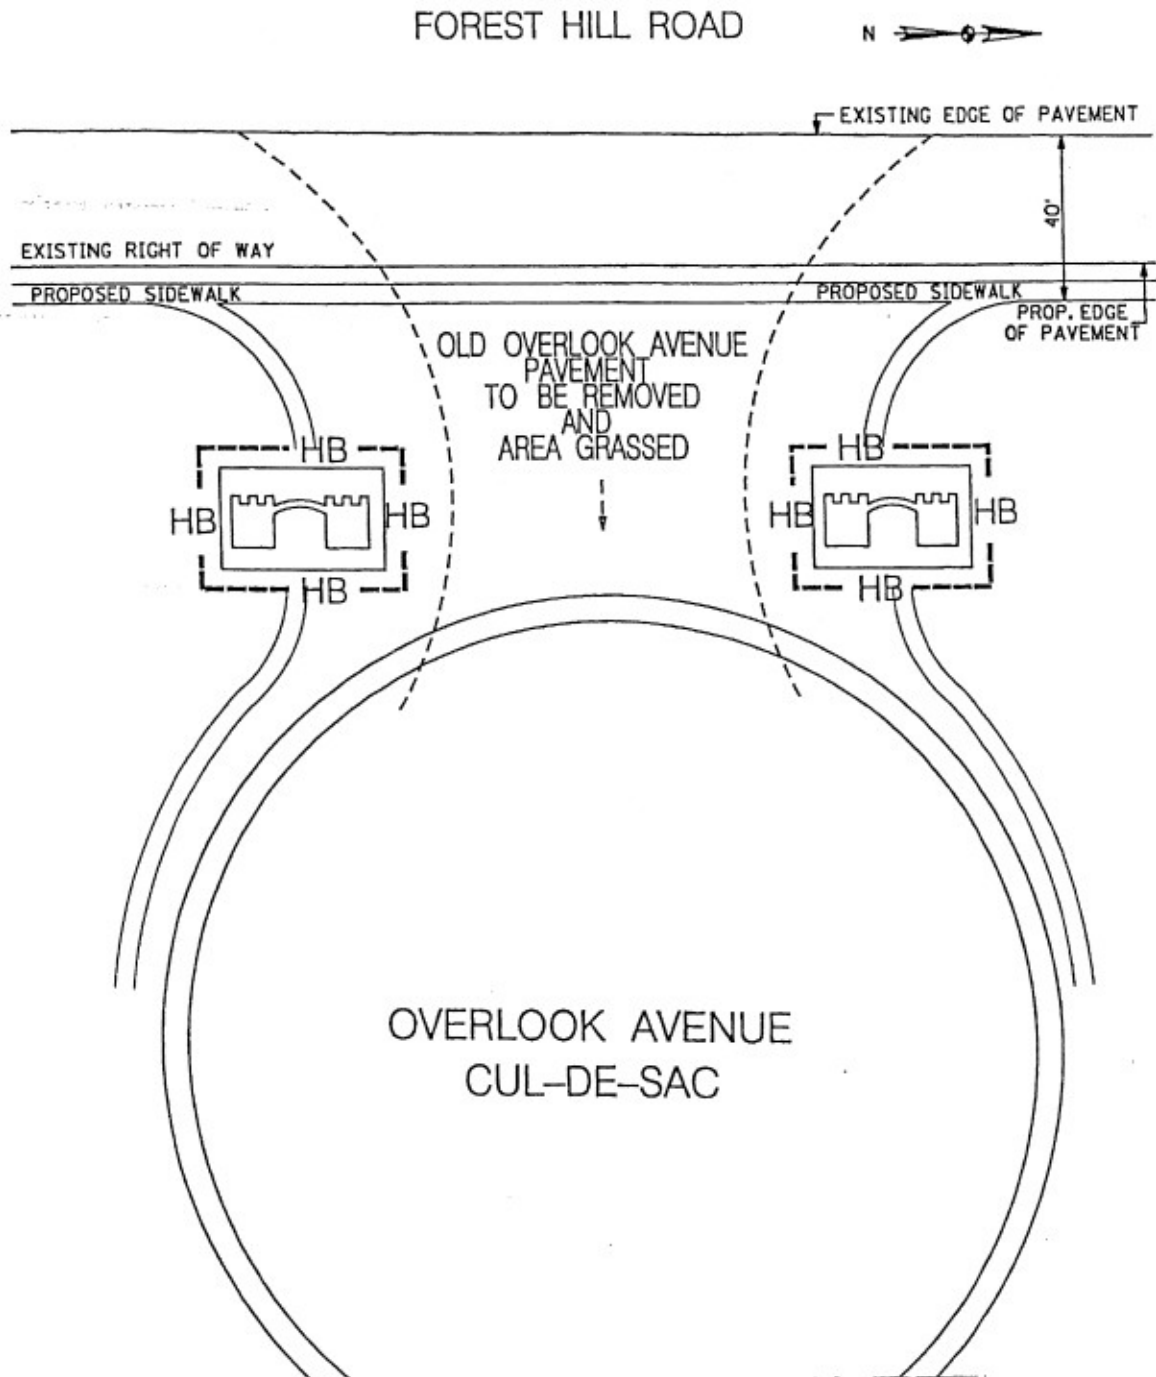 FOREST HILL ROAD
N
EXISTING EDGE OF PAVEMENT
40'
EXISTING RIGHT OF WAY
PROPOSED SIDEWALK
PROPOSED SIDEWALK
PROP. EDGE
OF PAVEMENT
OLD OVERLOOK AVENUE
PAVEMENT
TO BE REMOVED
AND
AREA GRASSED
HB
HB
HB
HB
HB
HB
HB
HB
OVERLOOK AVENUE
CUL-DE-SAC